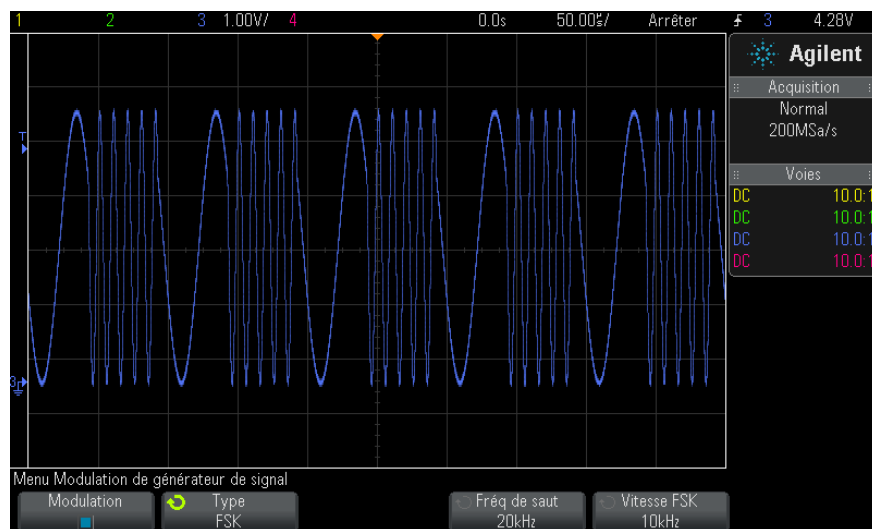 1 2 3 1.00V/ 4 0.0s 50.00 / Arrêter 3 4.28V
Agilent
Acquisition
Normal
200MSa/s
Voies
DC 10.0:1
DC 10.0:1
DC 10.0:1
DC 10.0:1
T
3
Menu Modulation de générateur de signal
Modulation
Type
FSK
Fréq de saut
20kHz
Vitesse FSK
10kHz